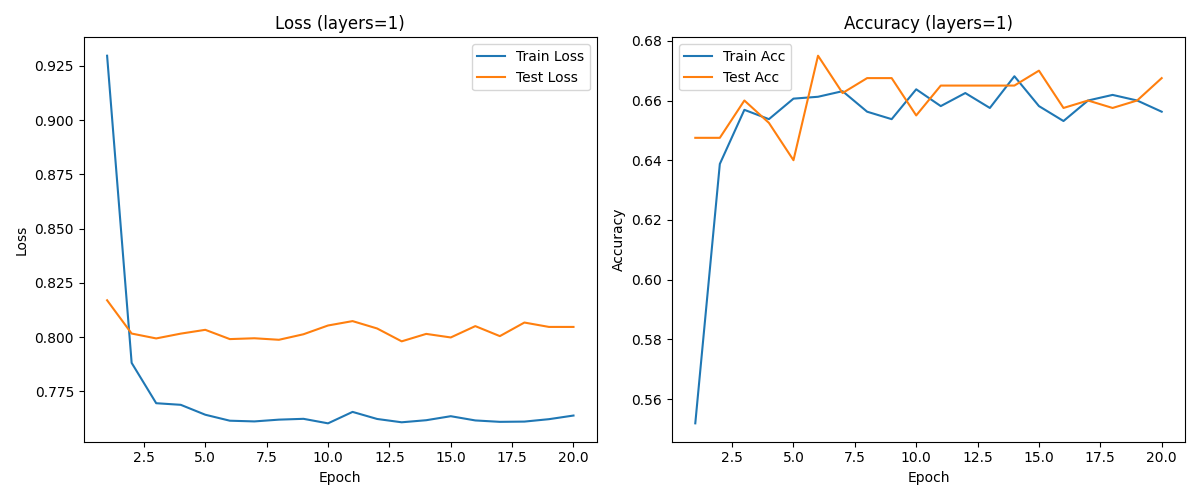 Loss (layers=1)
Train Loss
Test Loss
0.925
0.900
0.875
0.850
0.825
0.800
0.775
Loss
2.5 5.0 7.5 10.0 12.5 15.0 17.5 20.0
Epoch
Accuracy (layers=1)
Train Acc
Test Acc
0.68
0.66
0.64
0.62
0.60
0.58
0.56
Accuracy
2.5 5.0 7.5 10.0 12.5 15.0 17.5 20.0
Epoch